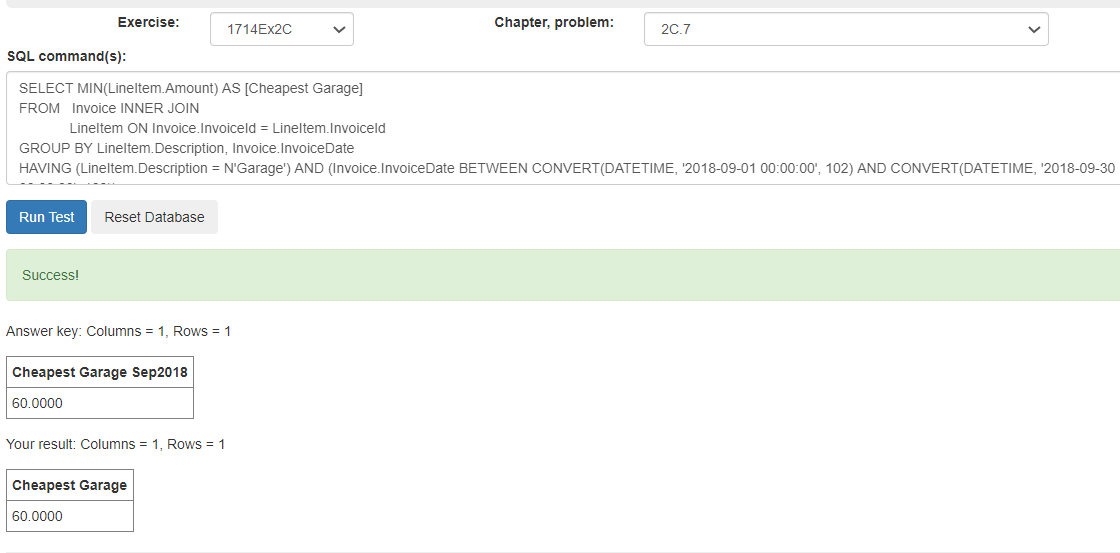 Exercise: 1714Ex2C Chapter, problem: 2C.7
SQL command(s):
SELECT MIN(LineItem.Amount) AS [Cheapest Garage]
FROM Invoice INNER JOIN
LineItem ON Invoice.InvoiceId = LineItem.InvoiceId
GROUP BY LineItem.Description, Invoice.InvoiceDate
HAVING (LineItem.Description = N'Garage') AND (Invoice.InvoiceDate BETWEEN CONVERT(DATETIME, '2018-09-01 00:00:00', 102) AND CONVERT(DATETIME, '2018-09-30
Run Test Reset Database
Success!
Answer key: Columns = 1, Rows = 1
Cheapest Garage Sep2018
60.0000
Your result: Columns = 1, Rows = 1
Cheapest Garage
60.0000